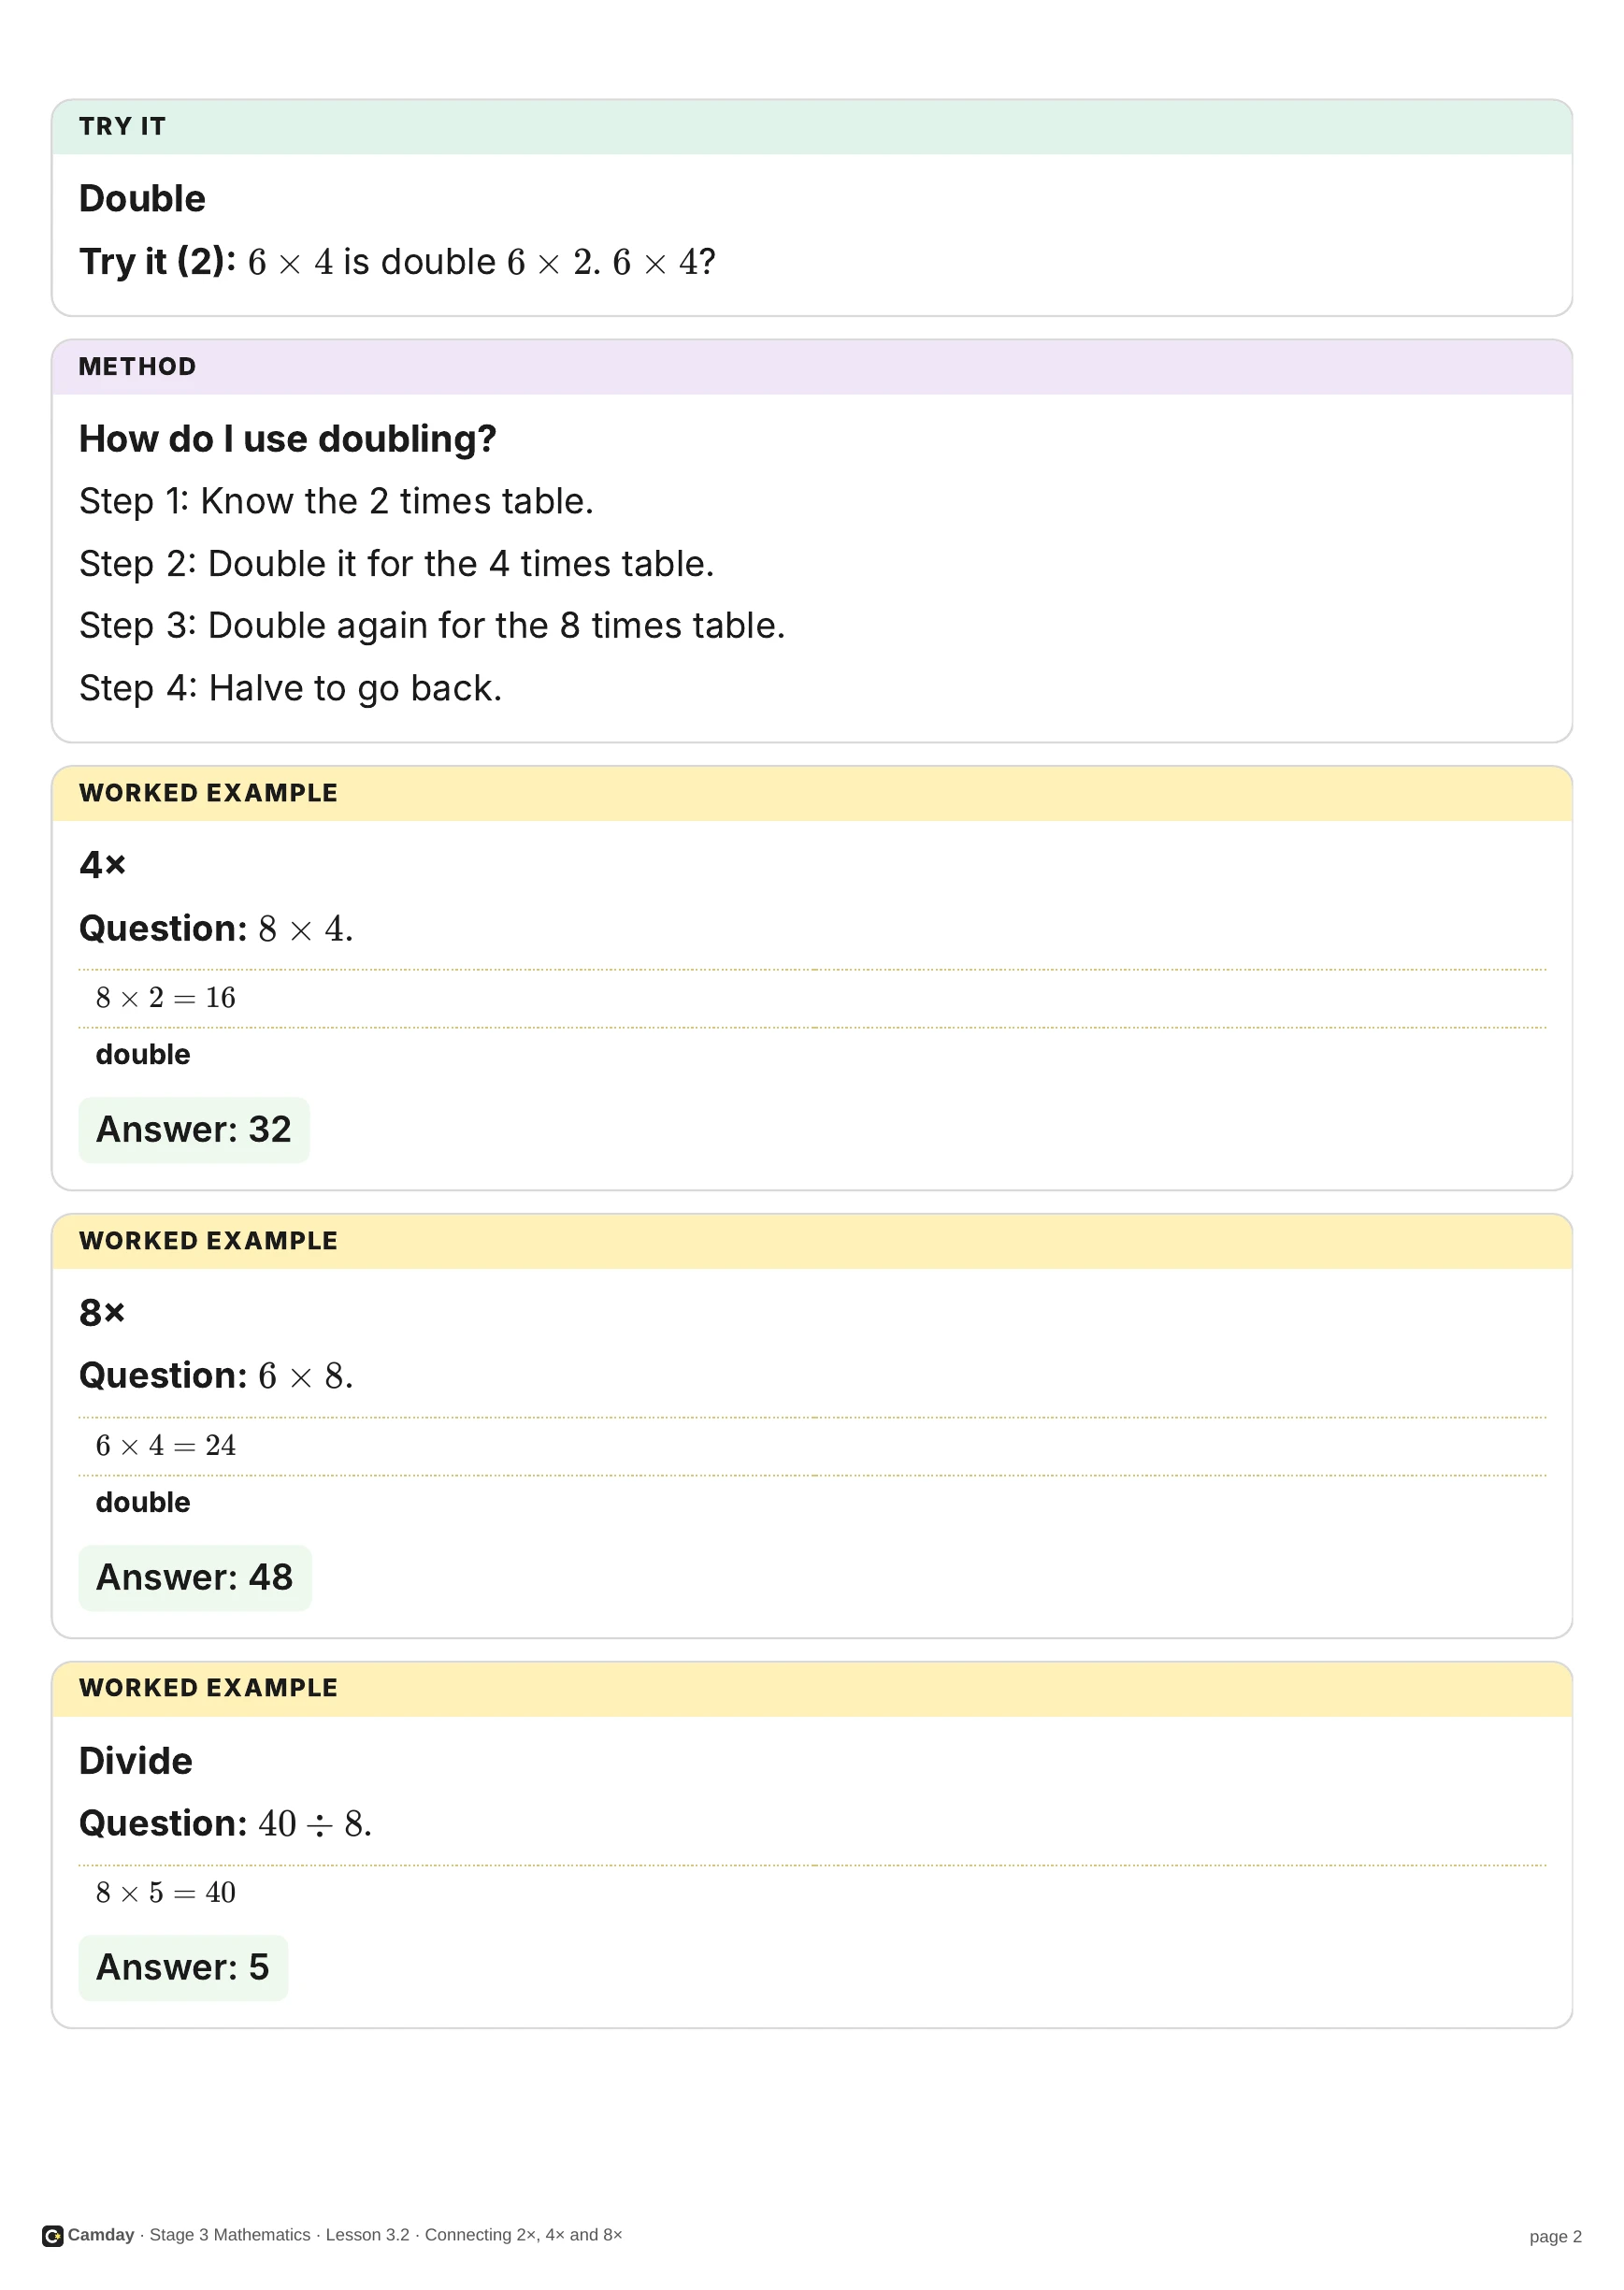 TRY IT
Double
Try it (2): 6 × 4 is double 6 × 2. 6 × 4?
METHOD
How do I use doubling?
Step 1: Know the 2 times table.
Step 2: Double it for the 4 times table.
Step 3: Double again for the 8 times table.
Step 4: Halve to go back.
WORKED EXAMPLE
4×
Question: 8 × 4.
8 × 2 = 16
double
Answer: 32
WORKED EXAMPLE
8×
Question: 6 × 8.
6 × 4 = 24
double
Answer: 48
WORKED EXAMPLE
Divide
Question: 40 ÷ 8.
8 × 5 = 40
Answer: 5
Camday · Stage 3 Mathematics · Lesson 3.2 · Connecting 2×, 4× and 8×
page 2